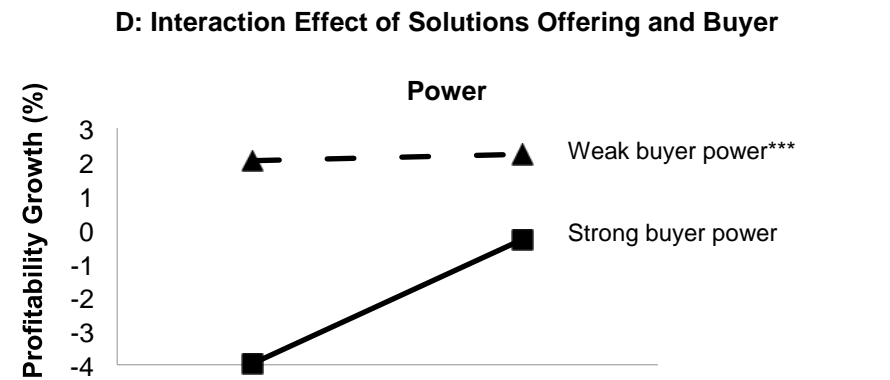 D: Interaction Effect of Solutions Offering and Buyer
Power
Profitability Growth (%)
3
2
1
0
-1
-2
-3
-4
Weak buyer power***
Strong buyer power